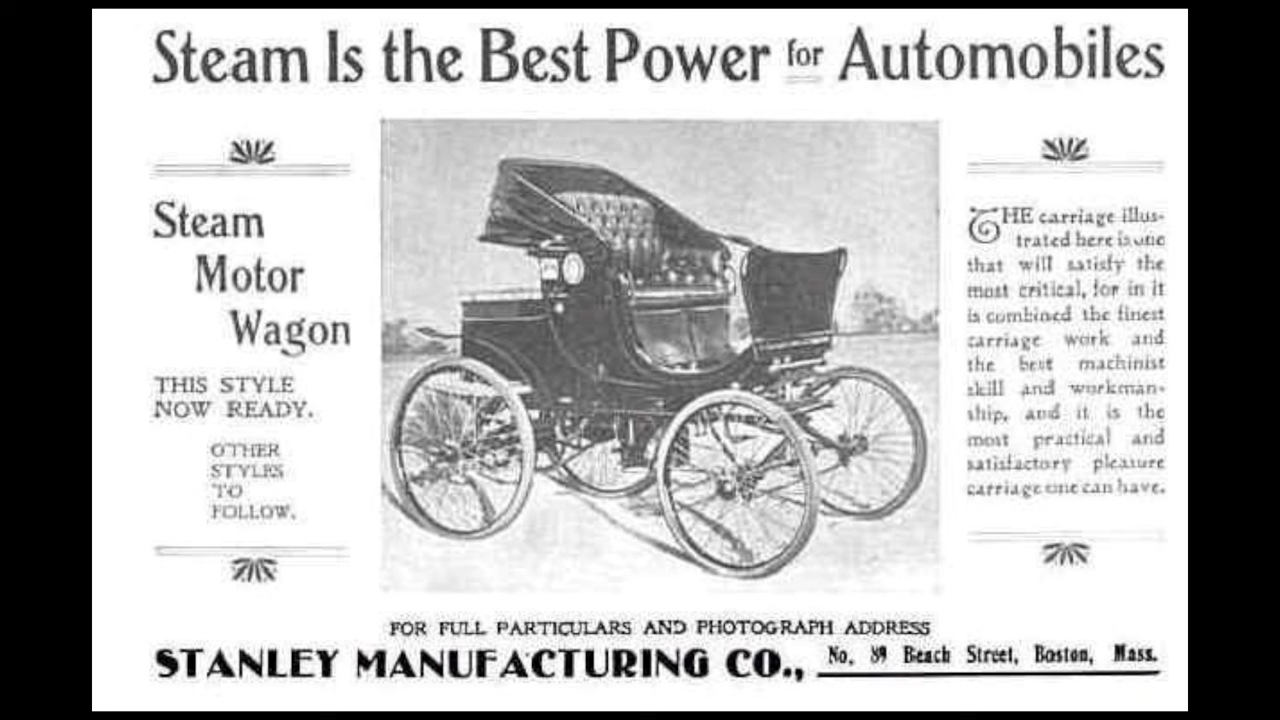 Steam Is the Best Power for Automobiles
Steam
Motor
Wagon
THIS STYLE
NOW READY.
OTHER
STYLES
TO
FOLLOW.
THE carriage illus-
trated here is one
that will satisfy the
most critical, for in it
is combined the finest
carriage work and
the best machinist
skill and workman-
ship, and it is the
most practical and
satisfactory pleasure
carriage one can have.
FOR FULL PARTICULARS AND PHOTOGRAPH ADDRESS
STANLEY MANUFACTURING CO., No. 89 Beach Street, Boston, Mass.